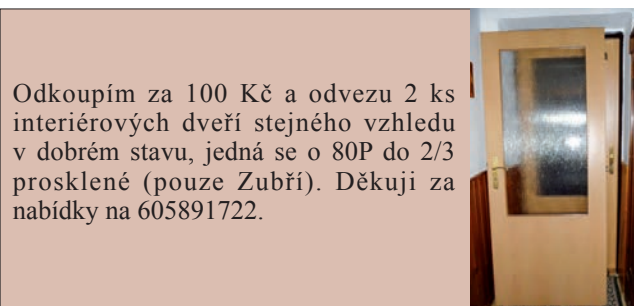 Odkoupím za 100 Kč a odvezu 2 ks
interiérových dveří stejného vzhledu
v dobrém stavu, jedná se o 80P do 2/3
prosklené (pouze Zubří). Děkuji za
nabídky na 605891722.